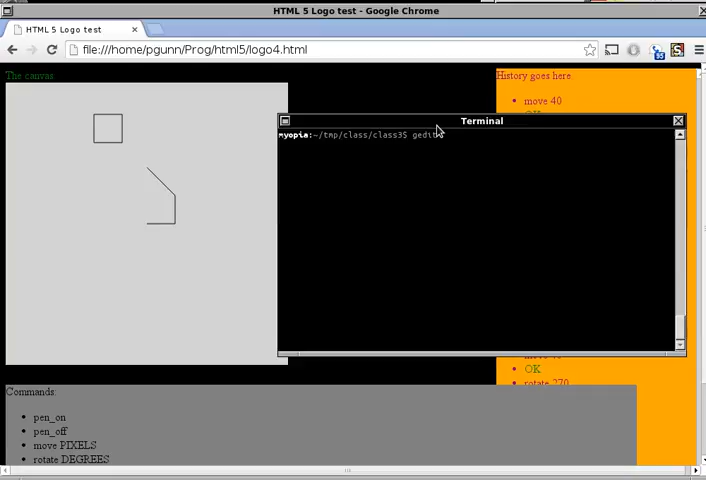 HTML 5 Logo test - Google Chrome
HTML 5 Logo test
file:///home/pgunn/Prog/html5/logo4.html
The canvas
History goes here
move 40
Terminal
myopia:~/tmp/class/class3$ gedit
OK
rotate 270
Commands:
pen_on
pen_off
move PIXELS
rotate DEGREES